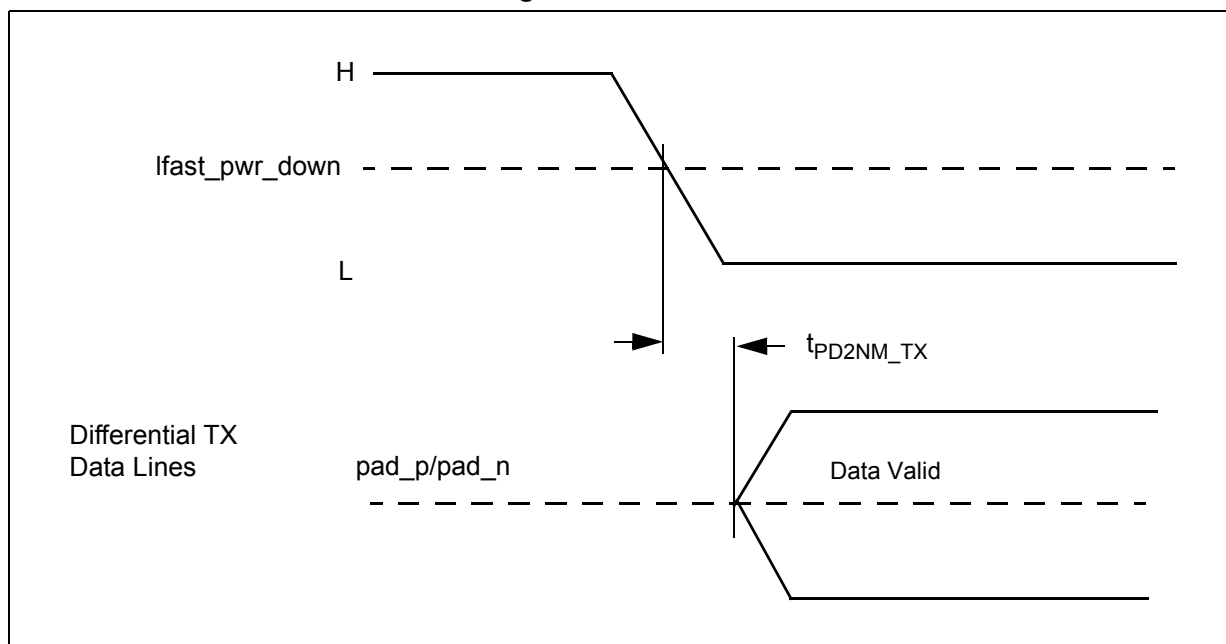 H
lfast_pwr_down
L
tPD2NM_TX
Differential TX
Data Lines
pad_p/pad_n
Data Valid